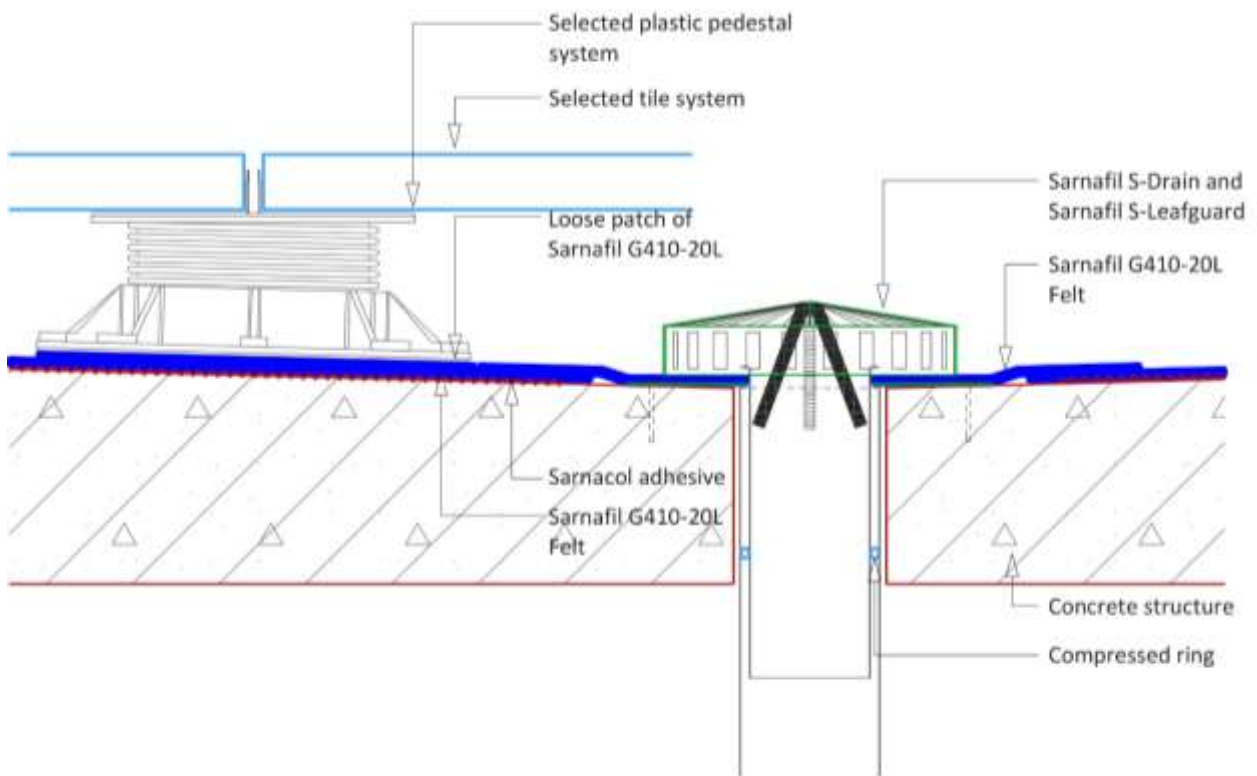 Selected plastic pedestal
system
Selected tile system
Loose patch of
Sarnafil G410-20L
Sarnafil S-Drain and
Sarnafil S-Leafguard
Sarnafil G410-20L
Felt
Sarnacol adhesive
Sarnafil G410-20L
Felt
Concrete structure
Compressed ring